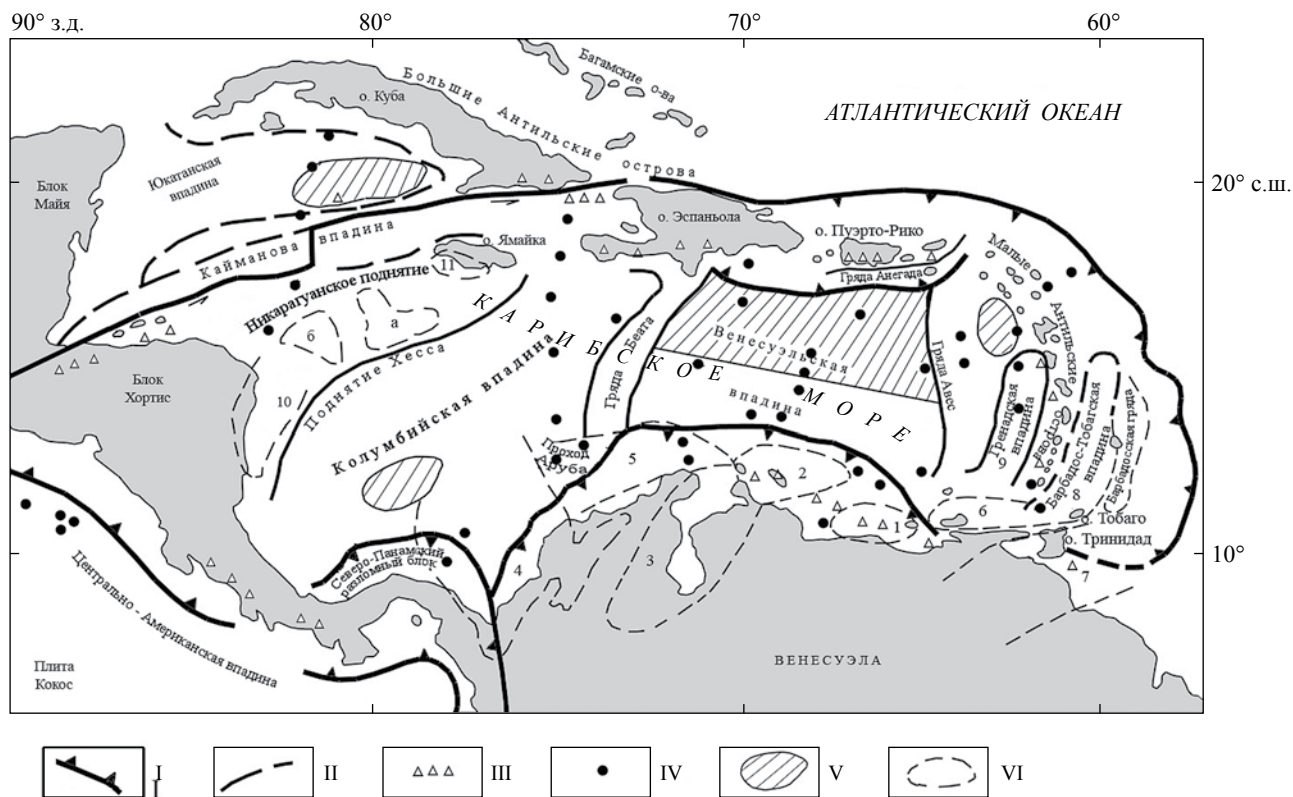 90° з.д.
80°
70°
60°
Багамские о-ва
Большие Антильские острова
о. Куба
АТЛАНТИЧЕСКИЙ ОКЕАН
Юкатанская
впадина
Блок
Майя
20° с.ш.
о. Эспаньола
о. Пуэрто-Рико
Кайманова впадина
о. Ямайка
11
Гряда Анегада
Малые Антильские острова
Никарагуанское поднятие
а
б
КАРИБСКОЕ МОРЕ
Венесуэльская
впадина
Гряда Беата
Гряда Авес
Поднятие Хесса
Блок
Хортис
10
Колумбийская впадина
Гренадская
впадина
9
Барбадос-Тобагская
впадина
8
Барбадосская гряда
Проход
Аруба
5
2
6
1
о. Тобаго
о. Тринидад
10°
7
3
4
Северо-Панамский
разломный блок
Центрально - Американская впадина
Плита
Кокос
ВЕНЕСУЭЛА
I
II
III
IV
V
VI